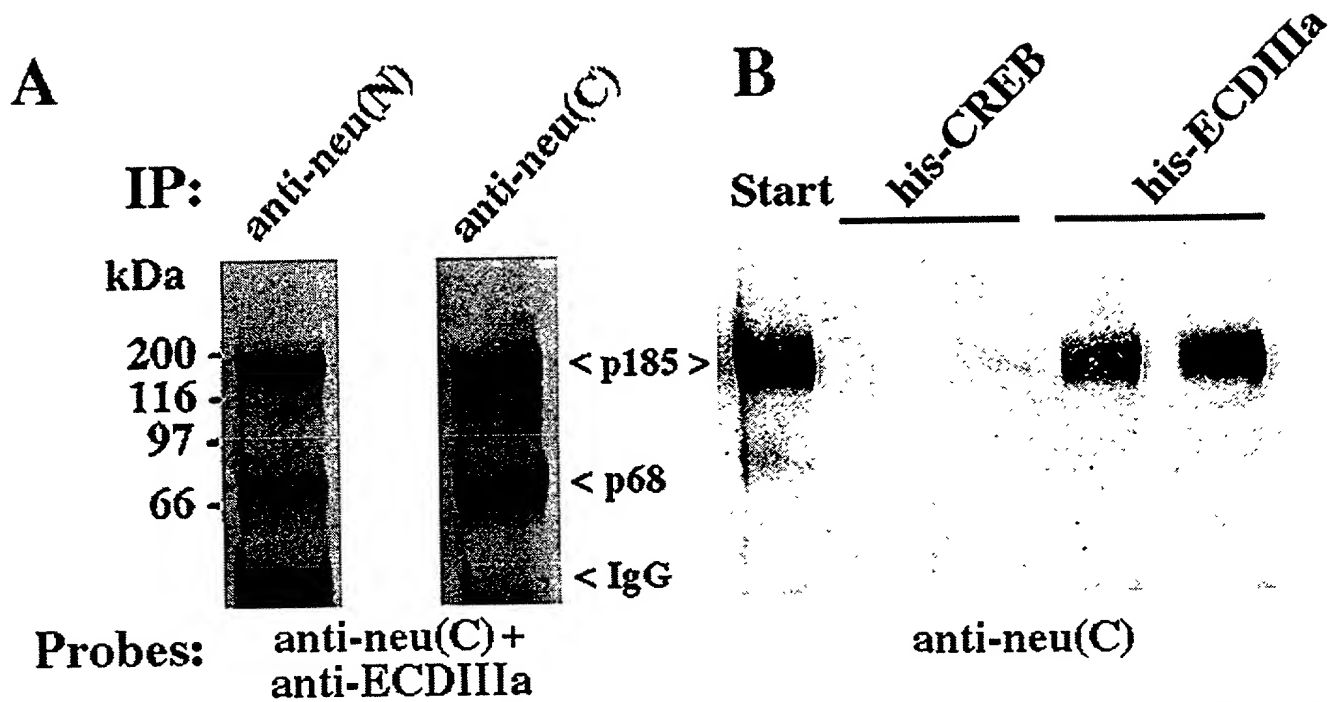 A
IP:
anti-neu(N)
anti-neu(C)
kDa
200 -
116 -
97 -
66 -
< p185 >
< p68
< IgG
Probes:
anti-neu(C) +
anti-ECDIIIa
B
Start
his-CREB
his-ECDIIIa
anti-neu(C)